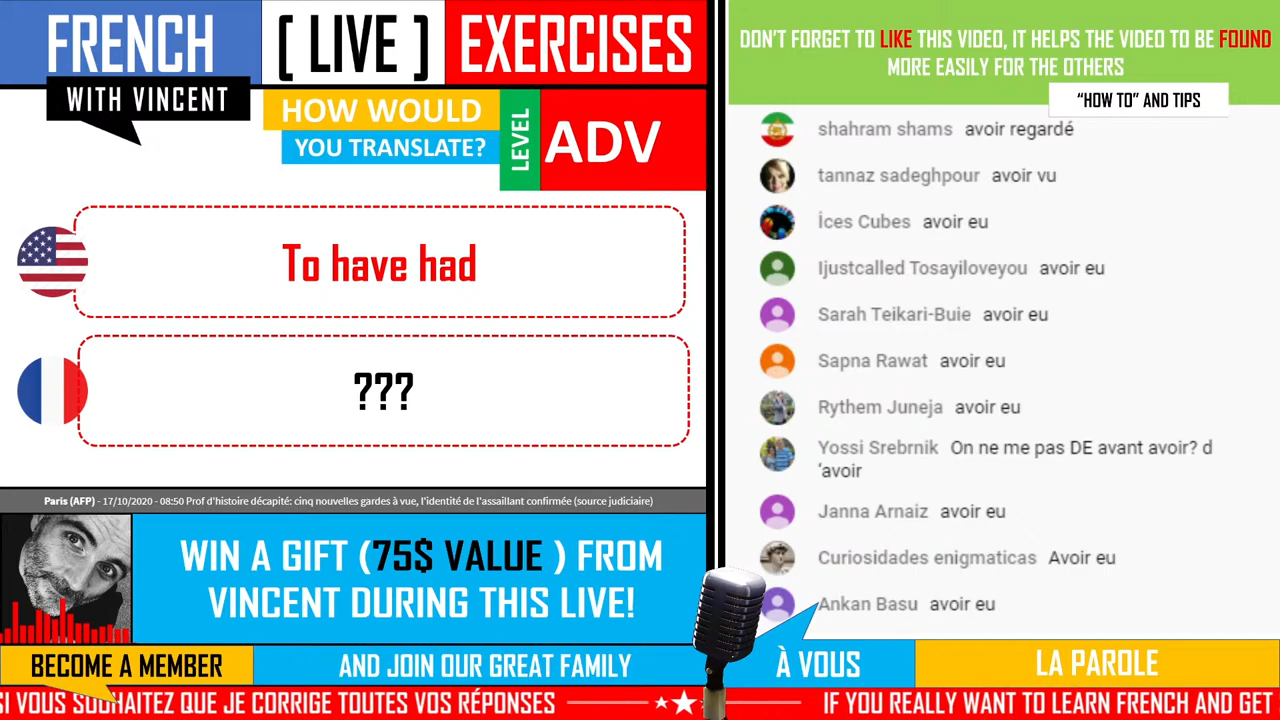 FRENCH
[ LIVE ]
EXERCISES
WITH VINCENT
HOW WOULD
YOU TRANSLATE?
LEVEL
ADV
To have had
???
Paris (AFP) - 17/10/2020 - 08:50 Prof d'histoire décapité: cinq nouvelles gardes à vue, l'identité de l'assaillant confirmée (source judiciaire)
WIN A GIFT (75$ VALUE ) FROM
VINCENT DURING THIS LIVE!
BECOME A MEMBER
AND JOIN OUR GREAT FAMILY
SI VOUS SOUHAITEZ QUE JE CORRIGE TOUTES VOS RÉPONSES
DON'T FORGET TO LIKE THIS VIDEO, IT HELPS THE VIDEO TO BE FOUND
MORE EASILY FOR THE OTHERS
“HOW TO” AND TIPS
shahram shams avoir regardé
tannaz sadeghpour avoir vu
İces Cubes avoir eu
Ijustcalled Tosayiloveyou avoir eu
Sarah Teikari-Buie avoir eu
Sapna Rawat avoir eu
Rythem Juneja avoir eu
Yossi Srebrnik On ne me pas DE avant avoir? d
'avoir
Janna Arnaiz avoir eu
Curiosidades enigmaticas Avoir eu
Ankan Basu avoir eu
À VOUS
LA PAROLE
IF YOU REALLY WANT TO LEARN FRENCH AND GET